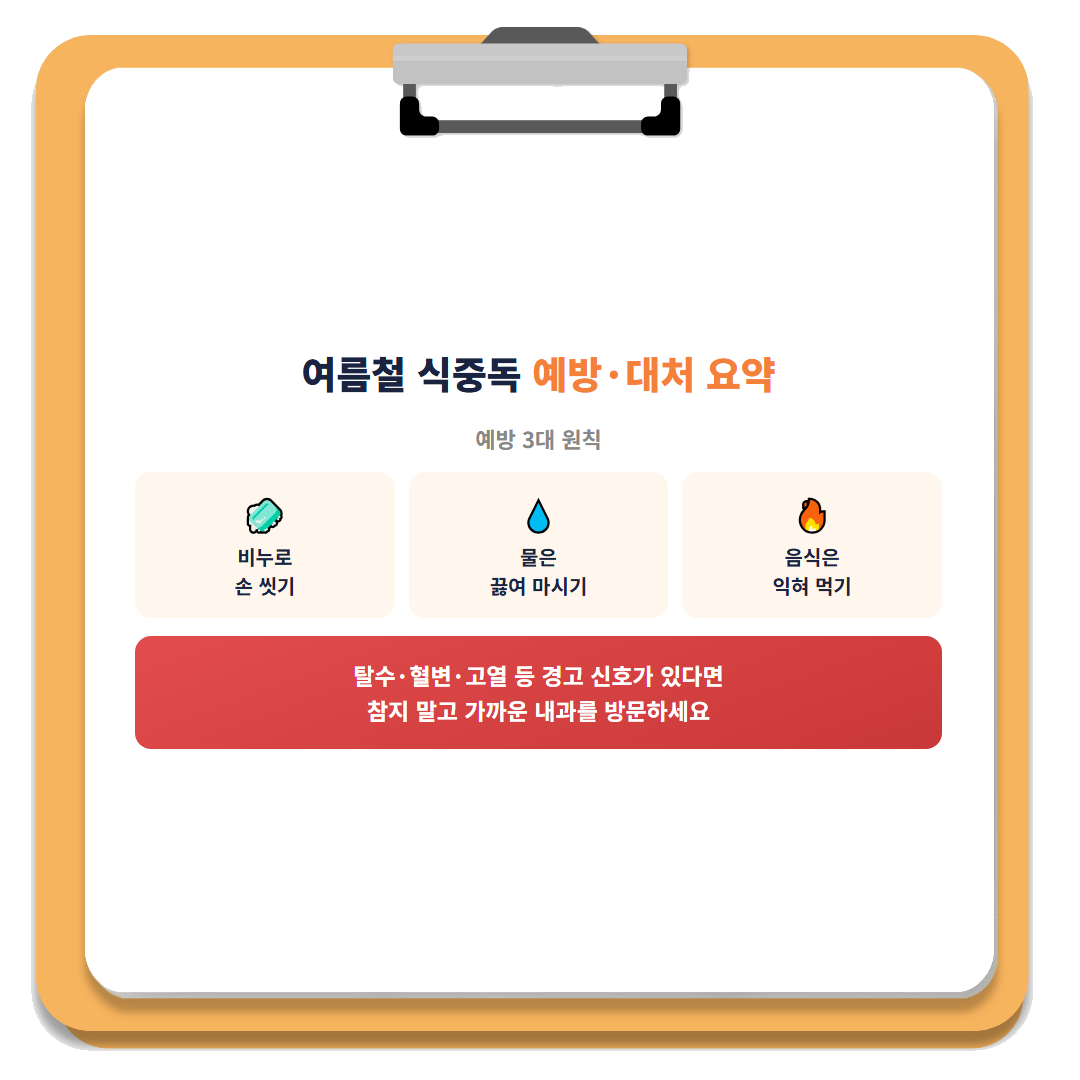 여름철 식중독 예방·대처 요약
예방 3대 원칙
비누로
손 씻기
물은
끓여 마시기
음식은
익혀 먹기
탈수·혈변·고열 등 경고 신호가 있다면
참지 말고 가까운 내과를 방문하세요